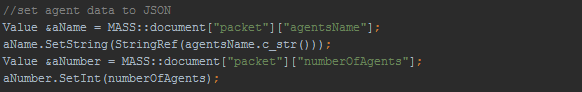 //set agent data to JSON
Value &aName = MASS::document["packet"]["agentsName"];
aName.SetString(StringRef(agentsName.c_str()));
Value &aNumber = MASS::document["packet"]["numberOfAgents"];
aNumber.SetInt(numberOfAgents);